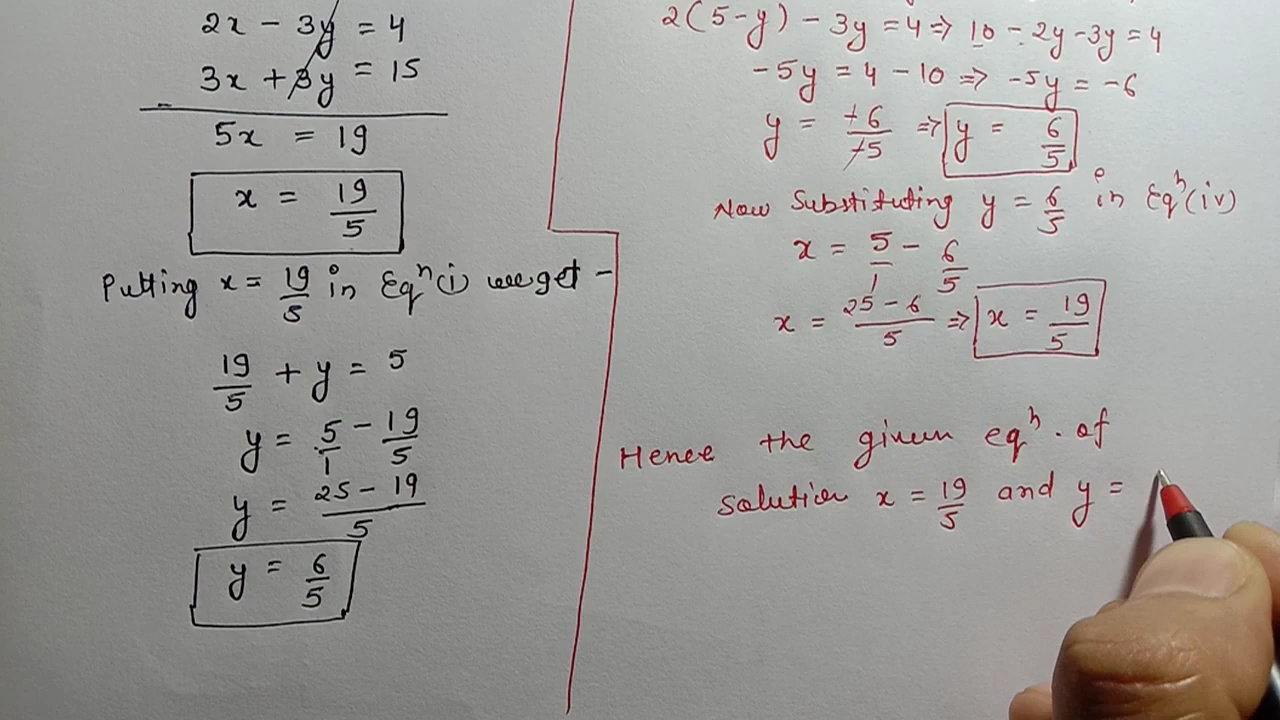 2x - 3y = 4
3x + 3y = 15
-
5x = 19
x = 19/5
Putting x = 19/5 in Eqⁿ(i) we get -
19/5 + y = 5
y = 5/1 - 19/5
y = 25 - 19/5
y = 6/5
2(5-y) - 3y = 4 => 10 - 2y - 3y = 4
-5y = 4 - 10 => -5y = -6
y = -6/-5 => y = 6/5
Now Substituting y = 6/5 in Eqⁿ(iv)
x = 5/1 - 6/5
x = 25 - 6/5 => x = 19/5
Hence the given eqⁿ. of
solution x = 19/5 and y =